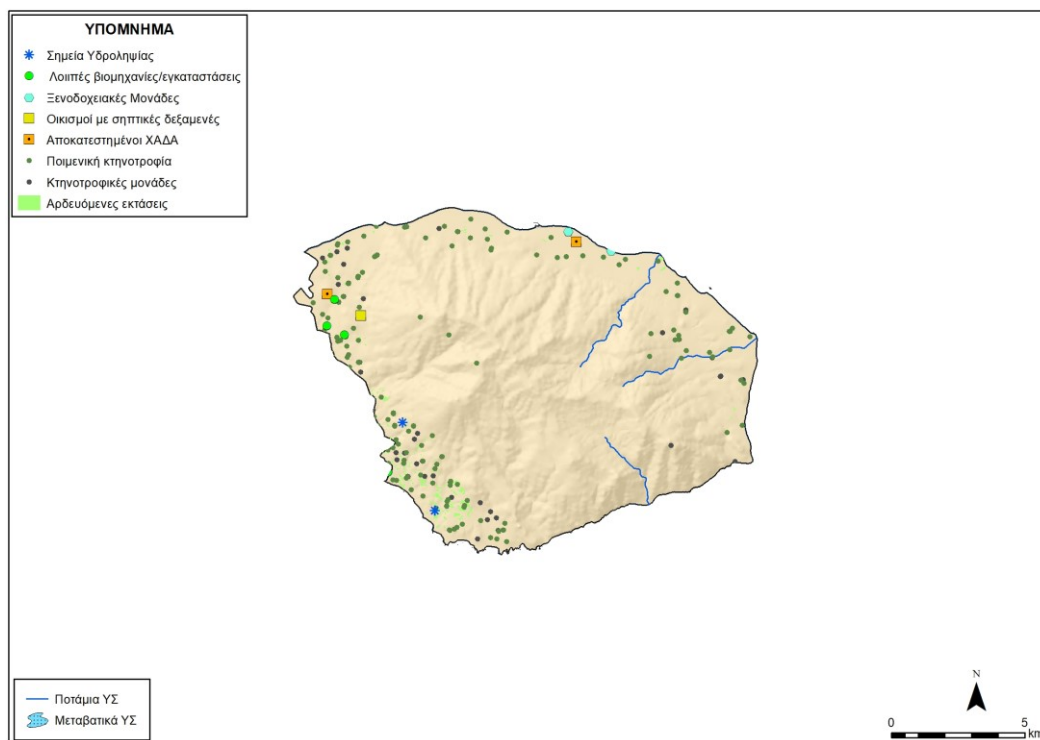 ΥΠΟΜΝΗΜΑ
Σημεία Υδροληψίας
Λοιπές βιομηχανίες/εγκαταστάσεις
Ξενοδοχειακές Μονάδες
Οικισμοί με σηπτικές δεξαμενές
Αποκατεστημένοι ΧΑΔΑ
Ποιμενική κτηνοτροφία
Κτηνοτροφικές μονάδες
Αρδευόμενες εκτάσεις
Ποτάμια ΥΣ
Μεταβατικά ΥΣ
N
0 5
km